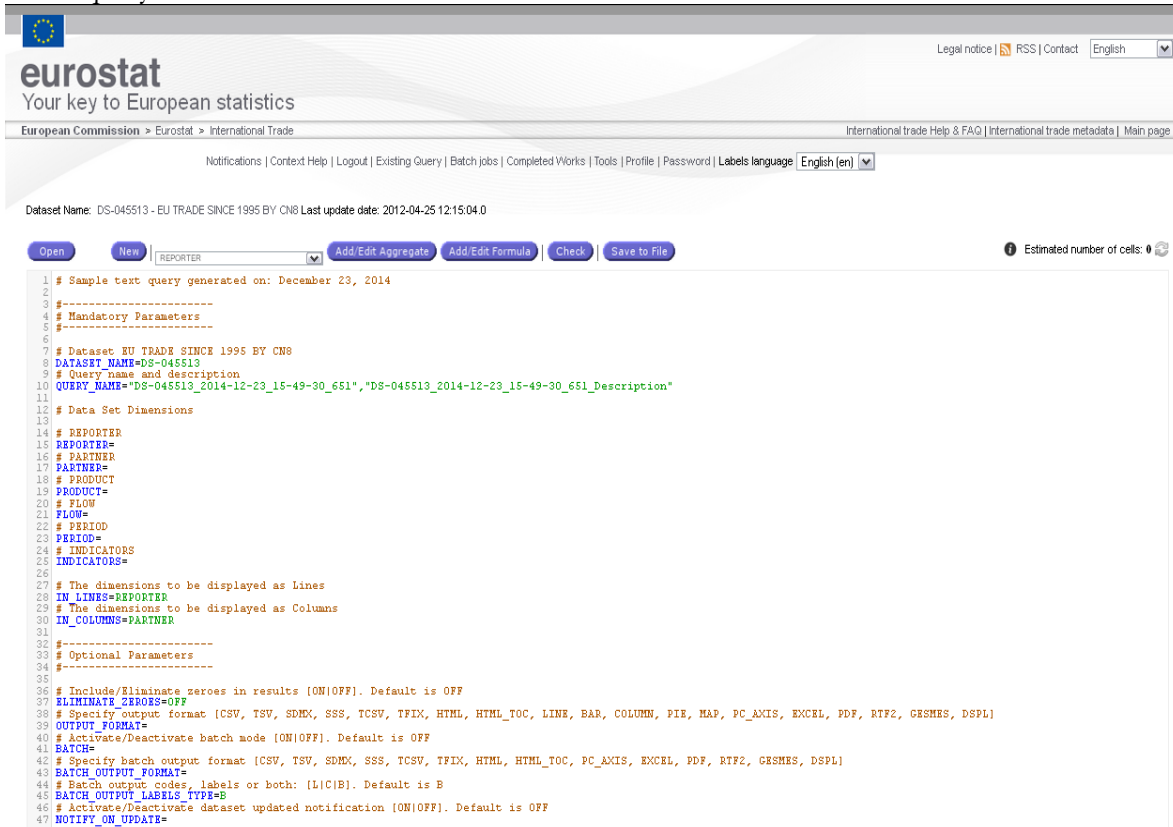 Legal notice | RSS | Contact English
eurostat
Your key to European statistics
European Commission > Eurostat > International Trade
International trade Help & FAQ | International trade metadata | Main page
Notifications | Context Help | Logout | Existing Query | Batch jobs | Completed Works | Tools | Profile | Password | Labels language English (en)
Dataset Name: DS-045513 - EU TRADE SINCE 1995 BY CN8 Last update date: 2012-04-25 12:15:04.0
Open New | REPORTER Add/Edit Aggregate Add/Edit Formula | Check | Save to File Estimated number of cells: 0
1 # Sample text query generated on: December 23, 2014
2
3 #-----------------------
4 # Mandatory Parameters
5 #-----------------------
6
7 # Dataset EU TRADE SINCE 1995 BY CN8
8 DATASET_NAME=DS-045513
9 # Query name and description
10 QUERY_NAME="DS-045513_2014-12-23_15-49-30_651","DS-045513_2014-12-23_15-49-30_651_Description"
11
12 # Data Set Dimensions
13
14 # REPORTER
15 REPORTER=
16 # PARTNER
17 PARTNER=
18 # PRODUCT
19 PRODUCT=
20 # FLOW
21 FLOW=
22 # PERIOD
23 PERIOD=
24 # INDICATORS
25 INDICATORS=
26
27 # The dimensions to be displayed as Lines
28 IN_LINES=REPORTER
29 # The dimensions to be displayed as Columns
30 IN_COLUMNS=PARTNER
31
32 #-----------------------
33 # Optional Parameters
34 #-----------------------
35
36 # Include/Eliminate zeroes in results [ON|OFF]. Default is OFF
37 ELIMINATE_ZEROES=OFF
38 # Specify output format [CSV, TSV, SDMX, SSS, TCSV, TFIX, HTML, HTML_TOC, LINE, BAR, COLUMN, PIE, MAP, PC_AXIS, EXCEL, PDF, RTF2, GESMES, DSPL]
39 OUTPUT_FORMAT=
40 # Activate/Deactivate batch mode [ON|OFF]. Default is OFF
41 BATCH=
42 # Specify batch output format [CSV, TSV, SDMX, SSS, TCSV, TFIX, HTML, HTML_TOC, PC_AXIS, EXCEL, PDF, RTF2, GESMES, DSPL]
43 BATCH_OUTPUT_FORMAT=
44 # Batch output codes, labels or both: [L|C|B]. Default is B
45 BATCH_OUTPUT_LABELS_TYPE=B
46 # Activate/Deactivate dataset updated notification [ON|OFF]. Default is OFF
47 NOTIFY_ON_UPDATE=